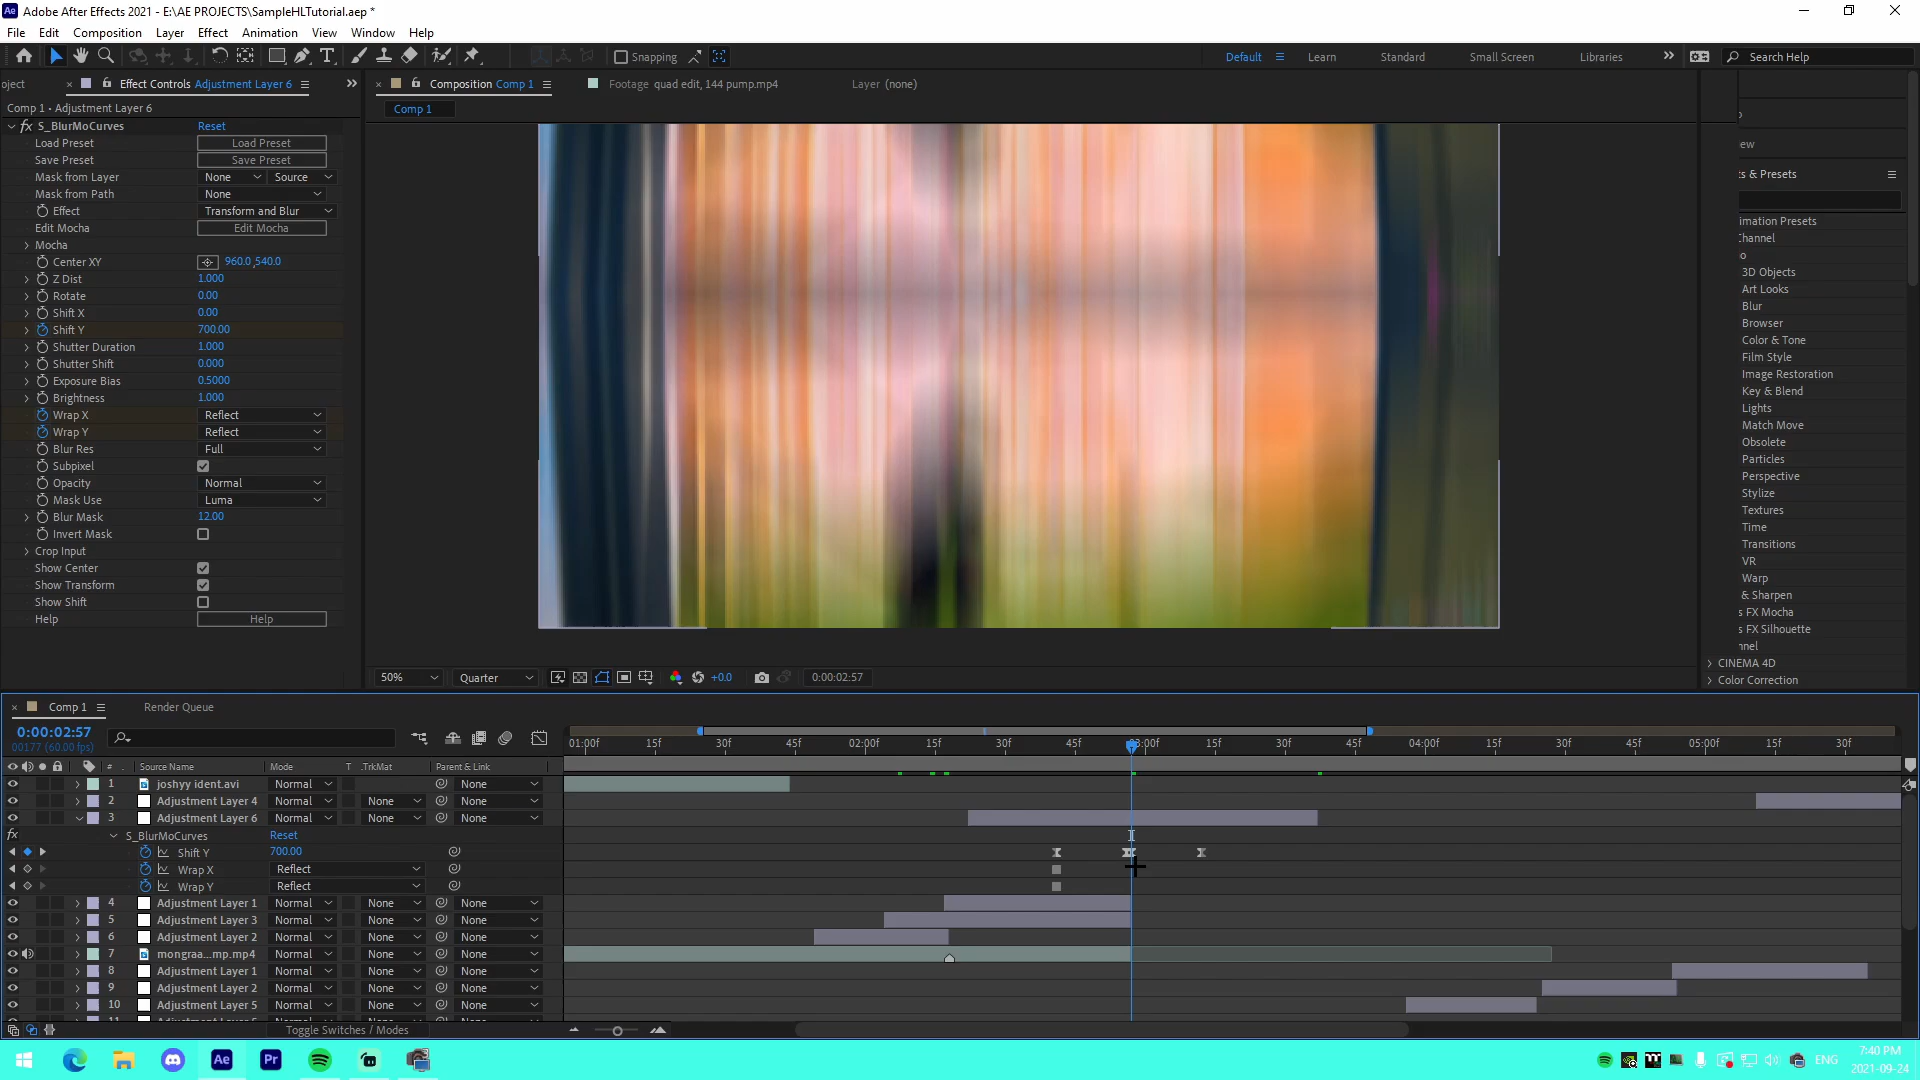 Adobe After Effects 2021 - E:\AE PROJECTS\SampleHLTutorial.aep *
File Edit Composition Layer Effect Animation View Window Help
Snapping Default Learn Standard Small Screen Libraries Search Help
oject Effect Controls Adjustment Layer 6 Composition Comp 1 Footage quad edit, 144 pump.mp4 Layer (none)
Comp 1 • Adjustment Layer 6
Comp 1
fx S_BlurMoCurves Reset
Load Preset Load Preset
Save Preset Save Preset
Mask from Layer None Source
Mask from Path None
Effect Transform and Blur
Edit Mocha Edit Mocha
Mocha
Center XY 960.0,540.0
Z Dist 1.000
Rotate 0.00
Shift X 0.00
Shift Y 700.00
Shutter Duration 1.000
Shutter Shift 0.000
Exposure Bias 0.5000
Brightness 1.000
Wrap X Reflect
Wrap Y Reflect
Blur Res Full
Subpixel
Opacity Normal
Mask Use Luma
Blur Mask 12.00
Invert Mask
Crop Input
Show Center
Show Transform
Show Shift
Help Help
o
iew
ts & Presets
imation Presets
Channel
io
3D Objects
Art Looks
Blur
Browser
Color & Tone
Film Style
Image Restoration
Key & Blend
Lights
Match Move
Obsolete
Particles
Perspective
Stylize
Textures
Time
Transitions
VR
Warp
& Sharpen
s FX Mocha
s FX Silhouette
nnel
CINEMA 4D
Color Correction
50% Quarter +0.0 0:00:02:57
Comp 1 Render Queue
0:00:02:57
00177 (60.00 fps)
01:00f 15f 30f 45f 02:00f 15f 30f 45f 03:00f 15f 30f 45f 04:00f 15f 30f 45f 05:00f 15f 30f
# Source Name Mode T .TrkMat Parent & Link
1 joshyy ident.avi Normal None
2 Adjustment Layer 4 Normal None None
3 Adjustment Layer 6 Normal None None
fx S_BlurMoCurves Reset
Shift Y 700.00
Wrap X Reflect
Wrap Y Reflect
4 Adjustment Layer 1 Normal None None
5 Adjustment Layer 3 Normal None None
6 Adjustment Layer 2 Normal None None
7 mongraa...mp.mp4 Normal None None
8 Adjustment Layer 1 Normal None None
9 Adjustment Layer 2 Normal None None
10 Adjustment Layer 5 Normal None None
Toggle Switches / Modes
Ae Pr ENG 7:40 PM
2021-09-24